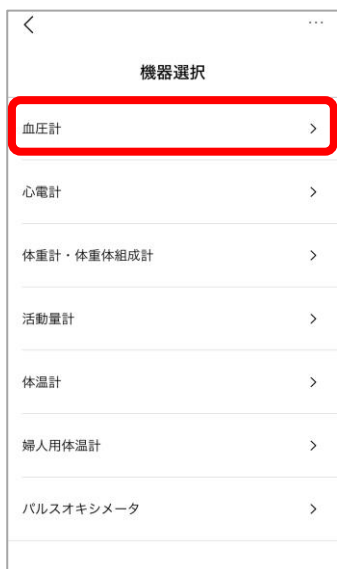 機器選択
血圧計
心電計
体重計・体重体組成計
活動量計
体温計
婦人用体温計
パルスオキシメータ